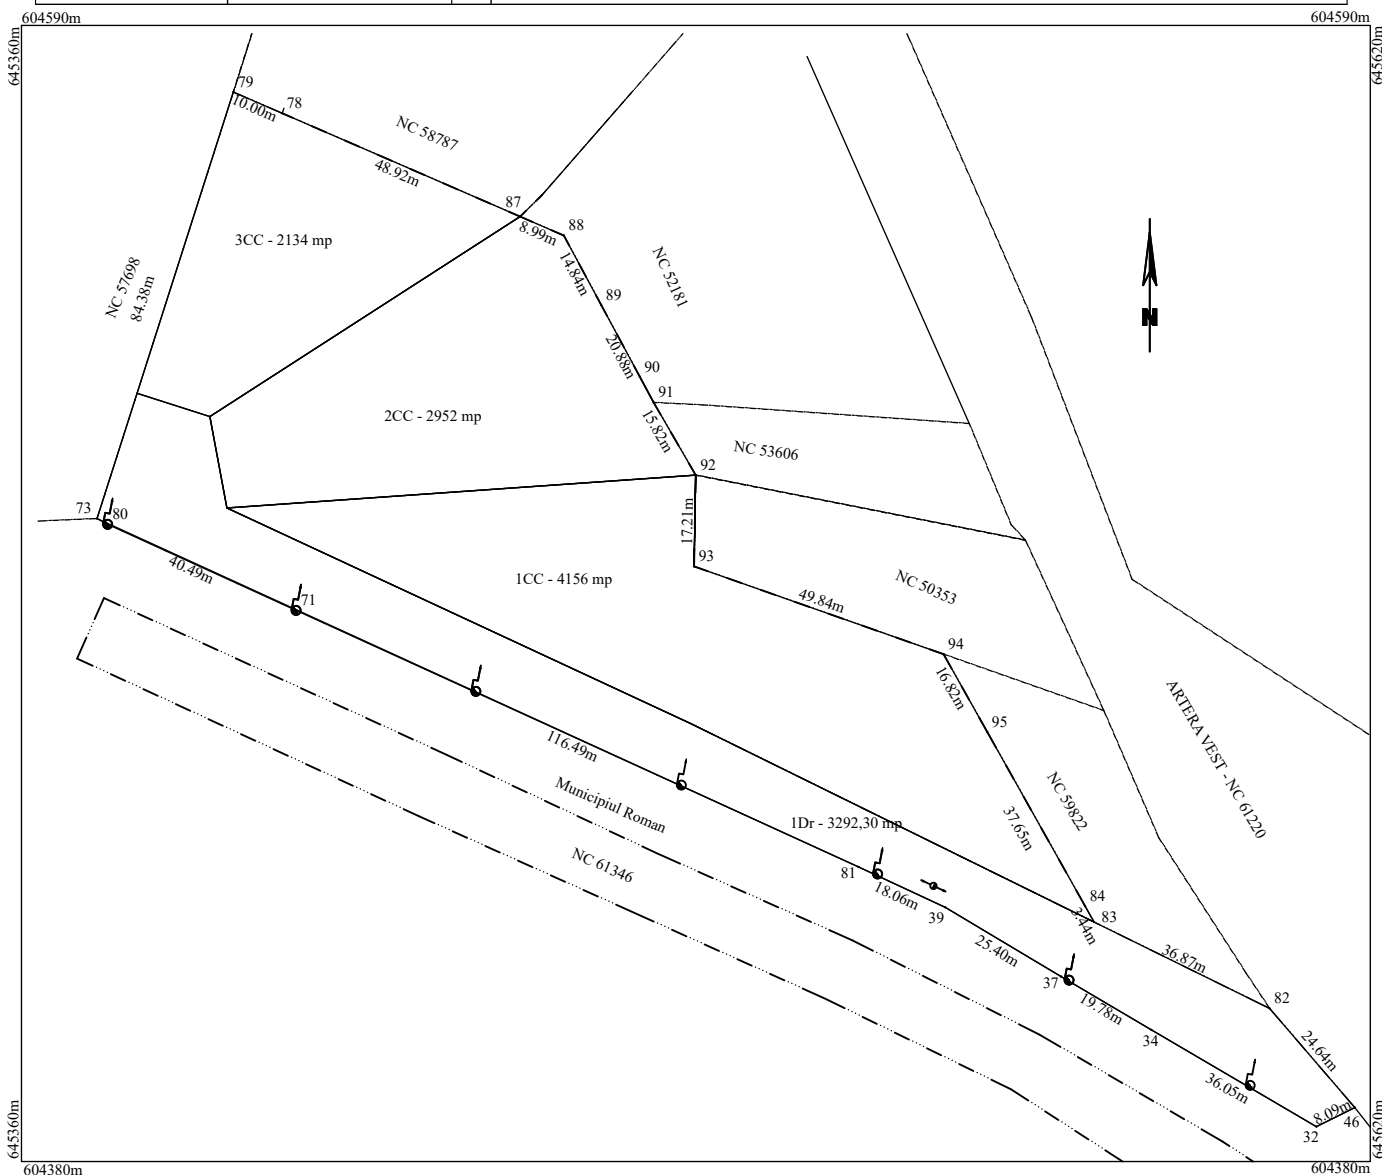 604590m
604590m
645360m
645620m
79
10.00m
78
NC 58787
48.92m
87
8.99m
88
3CC - 2134 mp
14.84m
NC 52181
NC 57698
84.38m
89
N
20.88m
90
91
2CC - 2952 mp
15.82m
NC 53606
92
73
80
17.21m
93
40.49m
1CC - 4156 mp
NC 50353
71
49.84m
94
16.82m
95
ARTERA VEST - NC 61220
116.49m
NC 59822
Municipiul Roman
37.65m
1Dr - 3292,30 mp
NC 61346
81
18.06m
84
39
83
3.44m
25.40m
36.87m
37
82
19.78m
34
24.64m
36.05m
8.09m
46
32
645360m
645620m
604380m
604380m